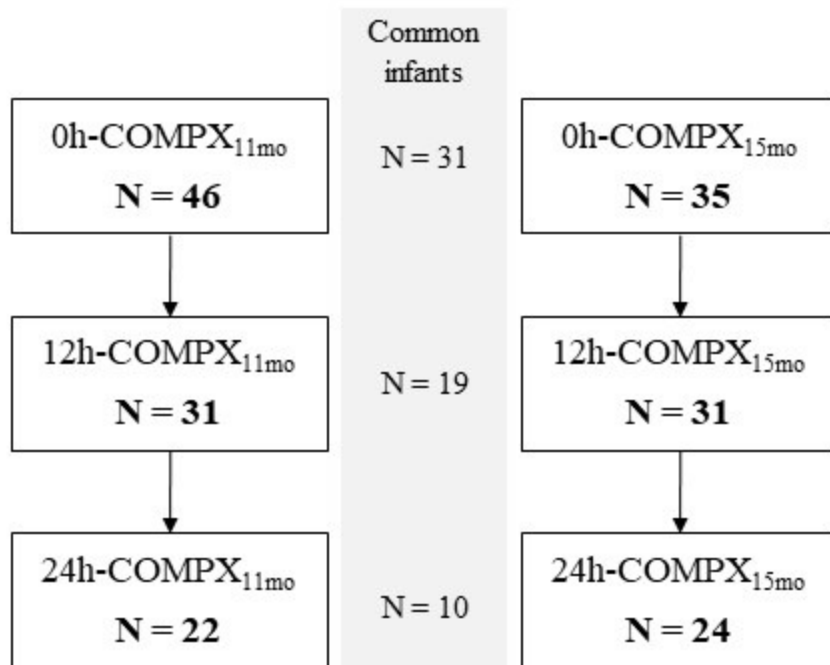 Common
infants
0h-COMPX11mo
N = 46
N = 31
0h-COMPX15mo
N = 35
12h-COMPX11mo
N = 31
N = 19
12h-COMPX15mo
N = 31
24h-COMPX11mo
N = 22
N = 10
24h-COMPX15mo
N = 24